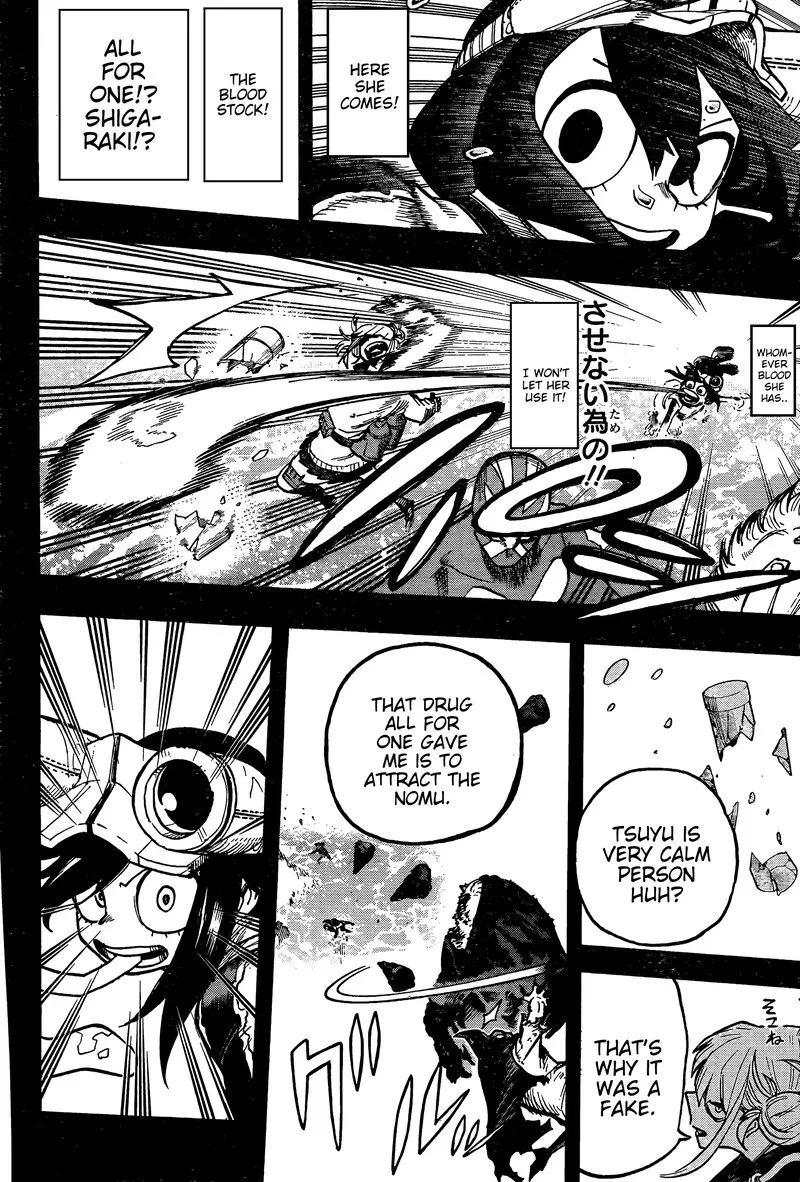 HERE
SHE
COMES!
THE
BLOOD
STOCK!
ALL
FOR
ONE!?
SHIGA-
RAKI!?
WHOM-
EVER BLOOD
SHE
HAS..
させない為の!!
ため
I WON'T
LET HER
USE IT!
TSUYU IS
VERY CALM
PERSON
HUH?
THAT'S
WHY IT
WAS A
FAKE.
THAT DRUG
ALL FOR
ONE GAVE
ME IS TO
ATTRACT THE
NOMU.